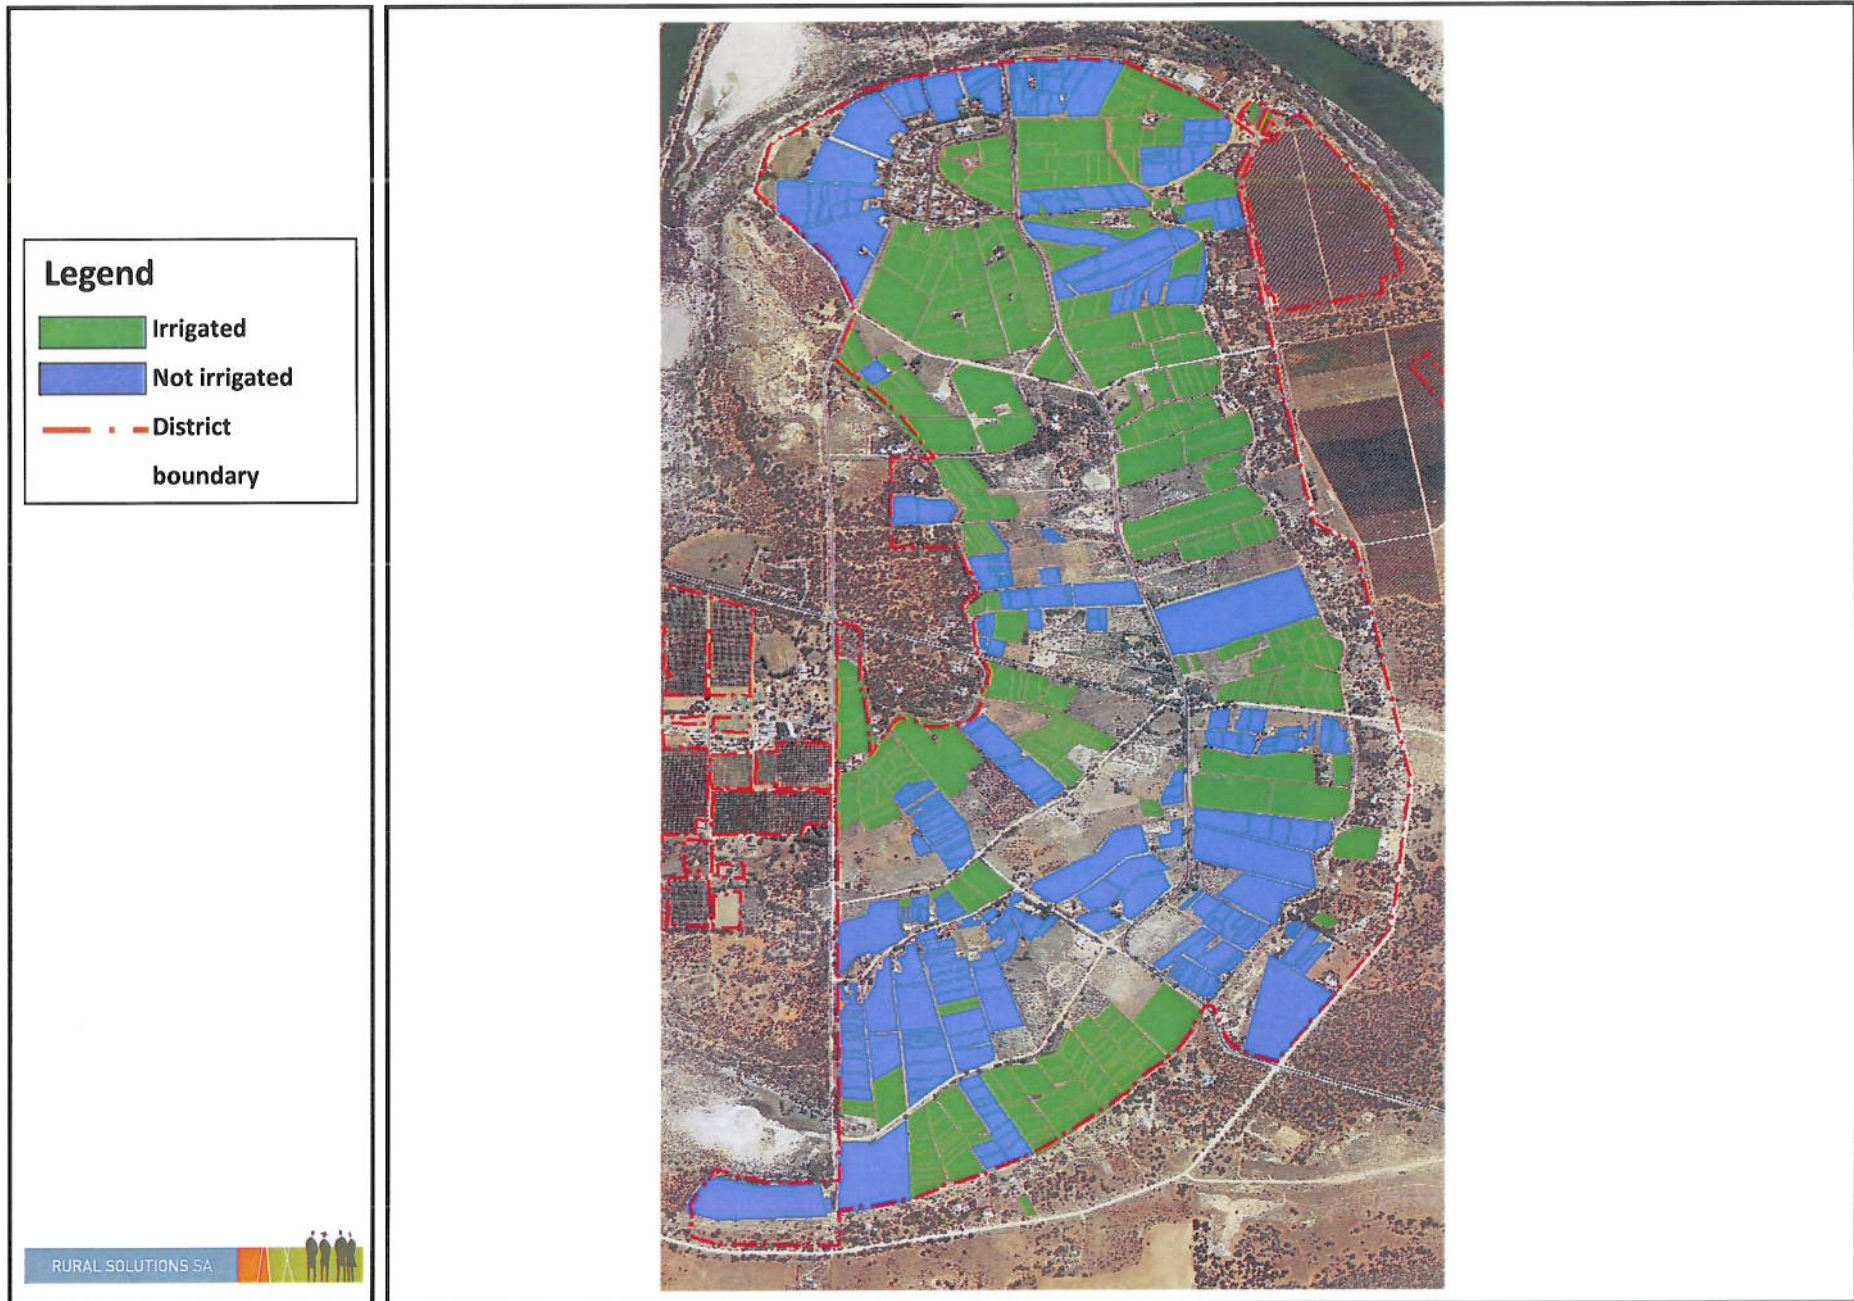 Legend
Irrigated
Not irrigated
District
boundary
RURAL SOLUTIONS SA